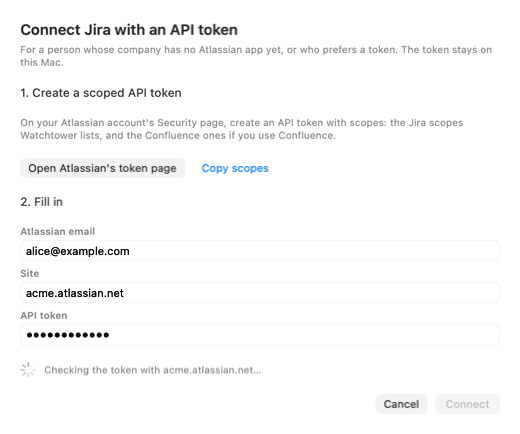 Connect Jira with an API token
For a person whose company has no Atlassian app yet, or who prefers a token. The token stays on
this Mac.
1. Create a scoped API token
On your Atlassian account's Security page, create an API token with scopes: the Jira scopes
Watchtower lists, and the Confluence ones if you use Confluence.
Open Atlassian's token page Copy scopes
2. Fill in
Atlassian email
alice@example.com
Site
acme.atlassian.net
API token
••••••••••••
Checking the token with acme.atlassian.net...
Cancel Connect